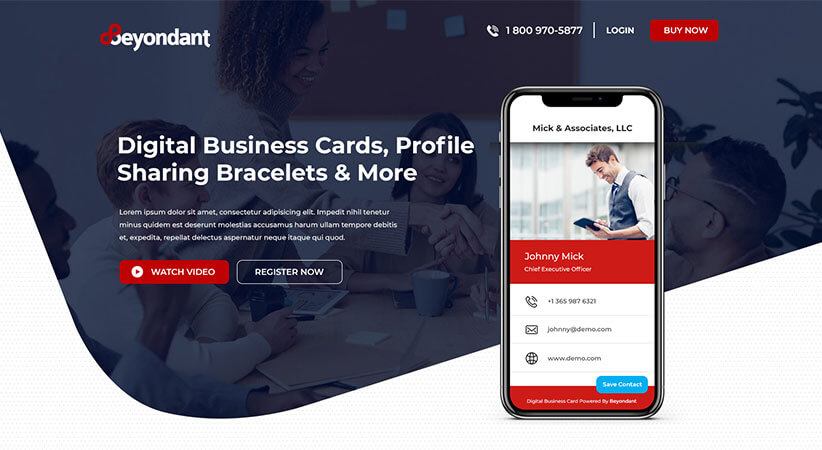 Beyondant
1 800 970-5877
LOGIN
BUY NOW
Digital Business Cards, Profile
Sharing Bracelets & More
Lorem ipsum dolor sit amet, consectetur adipisicing elit. Impedit nihil tenetur
minus quidem est deserunt molestias accusamus harum ullam tempore debitis
et, expedita, repellat delectus aspernatur neque itaque qui quod.
WATCH VIDEO
REGISTER NOW
Mick & Associates, LLC
Johnny Mick
Chief Executive Officer
+1 365 987 6321
johnny@demo.com
www.demo.com
Save Contact
Digital Business Card Powered By Beyondant